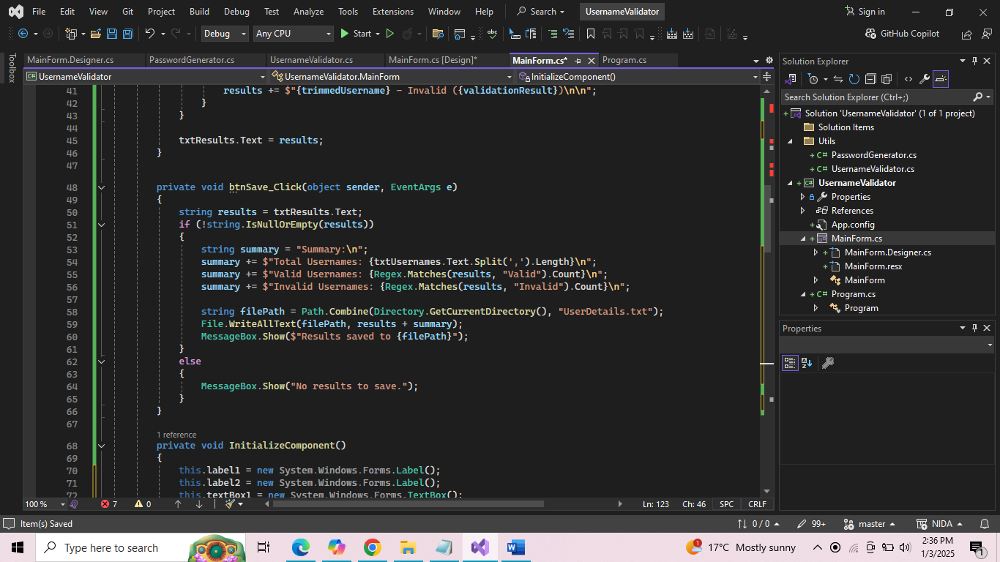 File Edit View Git Project Build Debug Test Analyze Tools Extensions Window Help Search UsernameValidator Sign in
Debug Any CPU Start GitHub Copilot
Toolbox
MainForm.Designer.cs PasswordGenerator.cs UsernameValidator.cs MainForm.cs [Design]* MainForm.cs* Program.cs
UsernameValidator UsernameValidator.MainForm InitializeComponent()
41 results += $"{trimmedUsername} - Invalid ({validationResult})\n\n";
42 }
43 }
44
45 txtResults.Text = results;
46 }
47
48 private void btnSave_Click(object sender, EventArgs e)
49 {
50 string results = txtResults.Text;
51 if (!string.IsNullOrEmpty(results))
52 {
53 string summary = "Summary:\n";
54 summary += $"Total Usernames: {txtUsernames.Text.Split(',').Length}\n";
55 summary += $"Valid Usernames: {Regex.Matches(results, "Valid").Count}\n";
56 summary += $"Invalid Usernames: {Regex.Matches(results, "Invalid").Count}\n";
57
58 string filePath = Path.Combine(Directory.GetCurrentDirectory(), "UserDetails.txt");
59 File.WriteAllText(filePath, results + summary);
60 MessageBox.Show($"Results saved to {filePath}");
61 }
62 else
63 {
64 MessageBox.Show("No results to save.");
65 }
66 }
67
1 reference
68 private void InitializeComponent()
69 {
70 this.label1 = new System.Windows.Forms.Label();
71 this.label2 = new System.Windows.Forms.Label();
72 this.textBox1 = new System.Windows.Forms.TextBox();
100 % 7 0 Ln: 123 Ch: 46 SPC CRLF
Solution Explorer
Search Solution Explorer (Ctrl+;)
Solution 'UsernameValidator' (1 of 1 project)
Solution Items
Utils
PasswordGenerator.cs
UsernameValidator.cs
UsernameValidator
Properties
References
App.config
MainForm.cs
MainForm.Designer.cs
MainForm.resx
MainForm
Program.cs
Program
Properties
Item(s) Saved 0 / 0 99+ master NIDA
Type here to search 1 17°C Mostly sunny 2:36 PM
1/3/2025 1